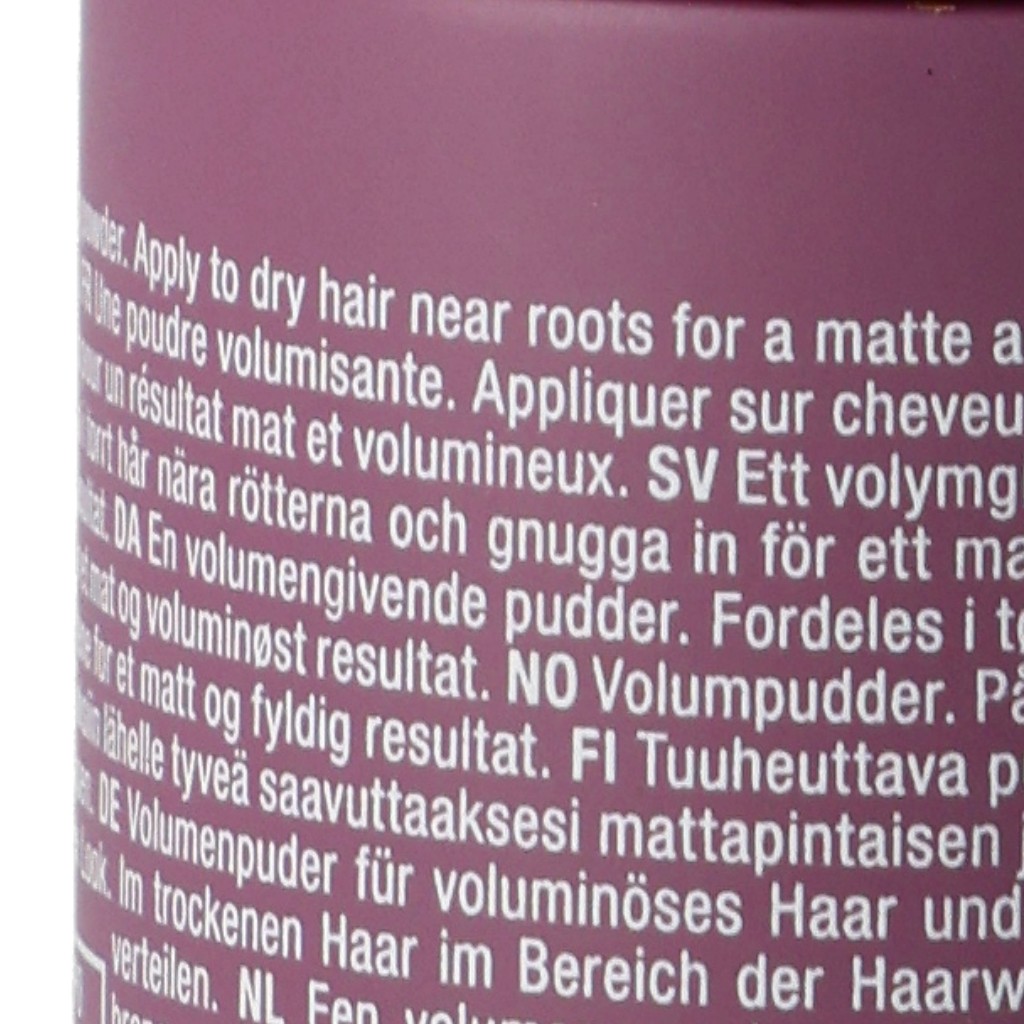 Apply to dry hair near roots for a matte a
Une poudre volumisante. Appliquer sur cheveu
un résultat mat et volumineux. SV Ett volymg
torrt hår nära rötterna och gnugga in för ett ma
DA En volumengivende pudder. Fordeles i tø
mat og voluminøst resultat. NO Volumpudder. På
for et matt og fyldig resultat. FI Tuuheuttava p
lähelle tyveä saavuttaaksesi mattapintaisen
DE Volumenpuder für voluminöses Haar und
Look. Im trockenen Haar im Bereich der Haarw
verteilen. NL Een